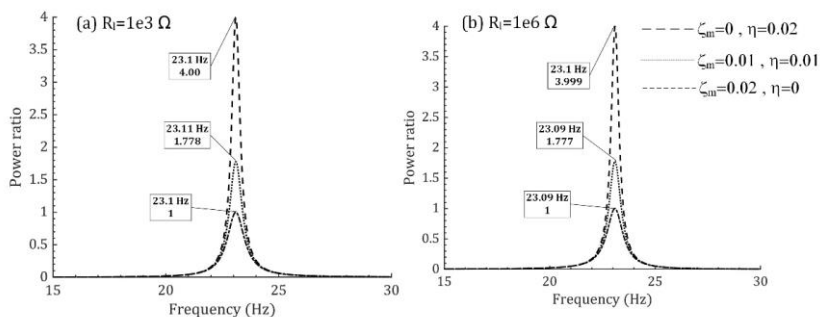 (a) Rₗ=1e3 Ω
4
3.5
3
2.5
2
1.5
1
0.5
0
Power ratio
23.1 Hz
4.00
23.11 Hz
1.778
23.1 Hz
1
15 20 25 30
Frequency (Hz)
(b) Rₗ=1e6 Ω
4
3.5
3
2.5
2
1.5
1
0.5
0
Power ratio
23.1 Hz
3.999
23.09 Hz
1.777
23.09 Hz
1
15 20 25 30
Frequency (Hz)
ζₘ=0 , η=0.02
ζₘ=0.01 , η=0.01
ζₘ=0.02 , η=0